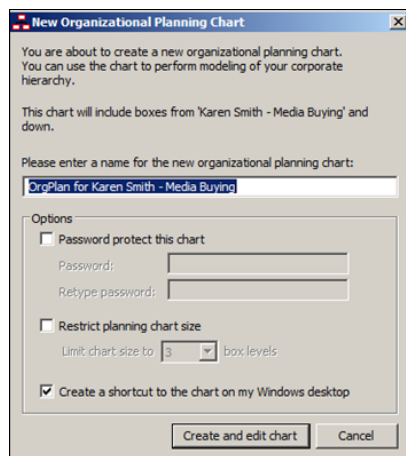 New Organizational Planning Chart
You are about to create a new organizational planning chart.
You can use the chart to perform modeling of your corporate
hierarchy.
This chart will include boxes from 'Karen Smith - Media Buying' and
down.
Please enter a name for the new organizational planning chart:
OrgPlan for Karen Smith - Media Buying
Options
Password protect this chart
Password:
Retype password:
Restrict planning chart size
Limit chart size to 3 box levels
Create a shortcut to the chart on my Windows desktop
Create and edit chart Cancel